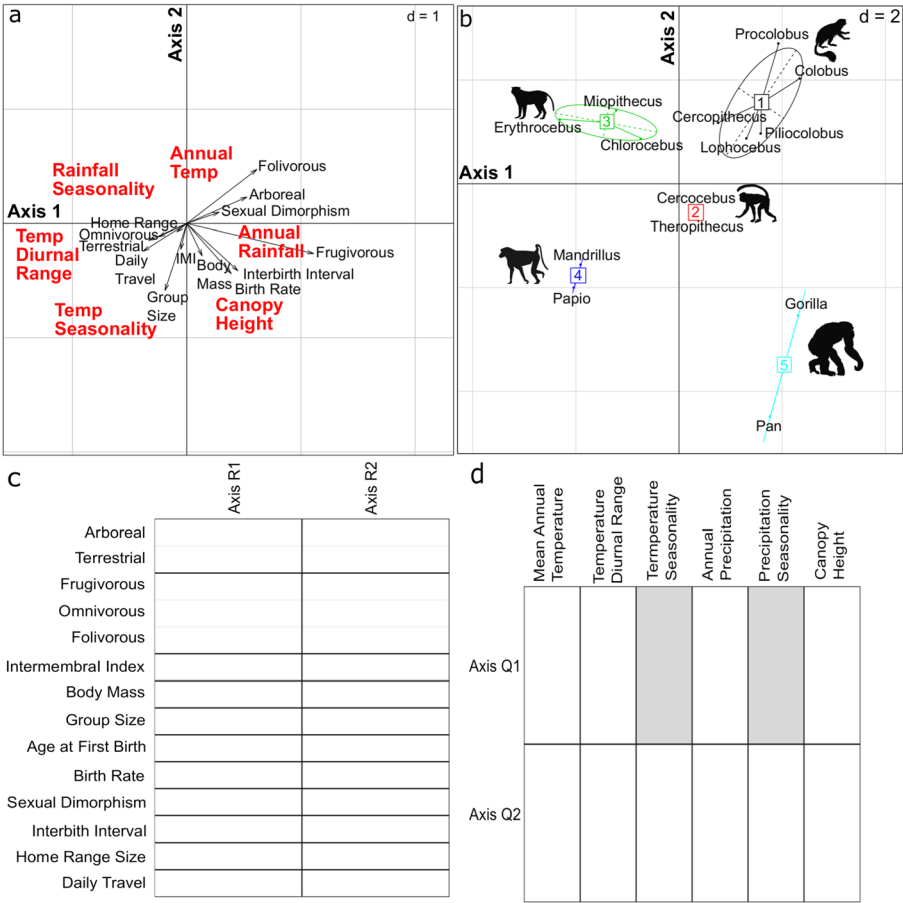 a
Axis 2
d = 1
Annual
Temp
Folivorous
Rainfall
Seasonality
Arboreal
Axis 1
Sexual Dimorphism
Home Range
Omnivorous
Terrestrial
Temp
Diurnal
Range
Annual
Rainfall
Frugivorous
Daily
Travel
IMI
Body
Mass
Interbirth Interval
Birth Rate
Group
Size
Canopy
Height
Temp
Seasonality
b
Axis 2
d = 2
Procolobus
Colobus
Miopithecus
1
Cercopithecus
3
Erythrocebus
Piliocolobus
Chlorocebus
Lophocebus
Axis 1
Cercocebus
2
Theropithecus
Mandrillus
4
Papio
Gorilla
5
Pan
c
Axis R1
Axis R2
Arboreal
Terrestrial
Frugivorous
Omnivorous
Folivorous
Intermembral Index
Body Mass
Group Size
Age at First Birth
Birth Rate
Sexual Dimorphism
Interbith Interval
Home Range Size
Daily Travel
d
Mean Annual
Temperature
Temperature
Diurnal Range
Termperature
Seasonality
Annual
Precipitation
Precipitation
Seasonality
Canopy
Height
Axis Q1
Axis Q2